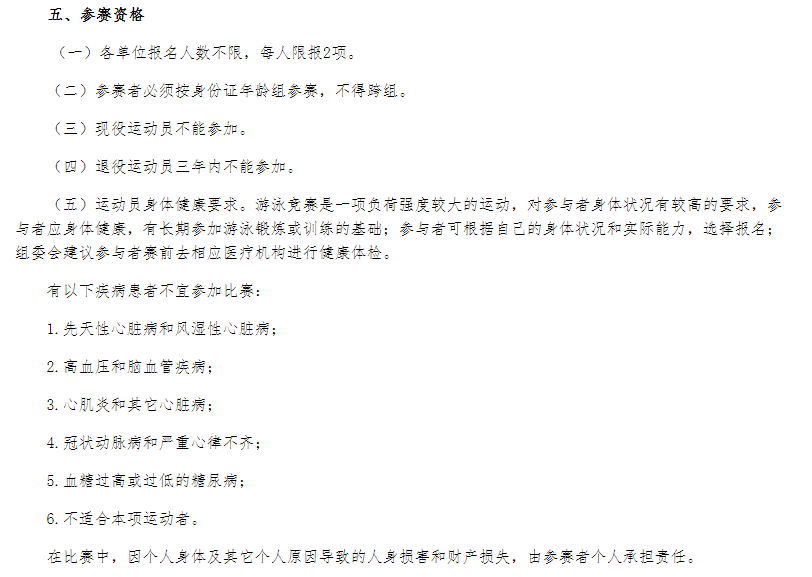 五、参赛资格
（一）各单位报名人数不限，每人限报2项。
（二）参赛者必须按身份证年龄组参赛，不得跨组。
（三）现役运动员不能参加。
（四）退役运动员三年内不能参加。
（五）运动员身体健康要求。游泳竞赛是一项负荷强度较大的运动，对参与者身体状况有较高的要求，参
与者应身体健康，有长期参加游泳锻炼或训练的基础；参与者可根据自己的身体状况和实际能力，选择报名；
组委会建议参与者赛前去相应医疗机构进行健康体检。
有以下疾病患者不宜参加比赛：
1.先天性心脏病和风湿性心脏病；
2.高血压和脑血管疾病；
3.心肌炎和其它心脏病；
4.冠状动脉病和严重心律不齐；
5.血糖过高或过低的糖尿病；
6.不适合本项运动者。
在比赛中，因个人身体及其它个人原因导致的人身损害和财产损失，由参赛者个人承担责任。